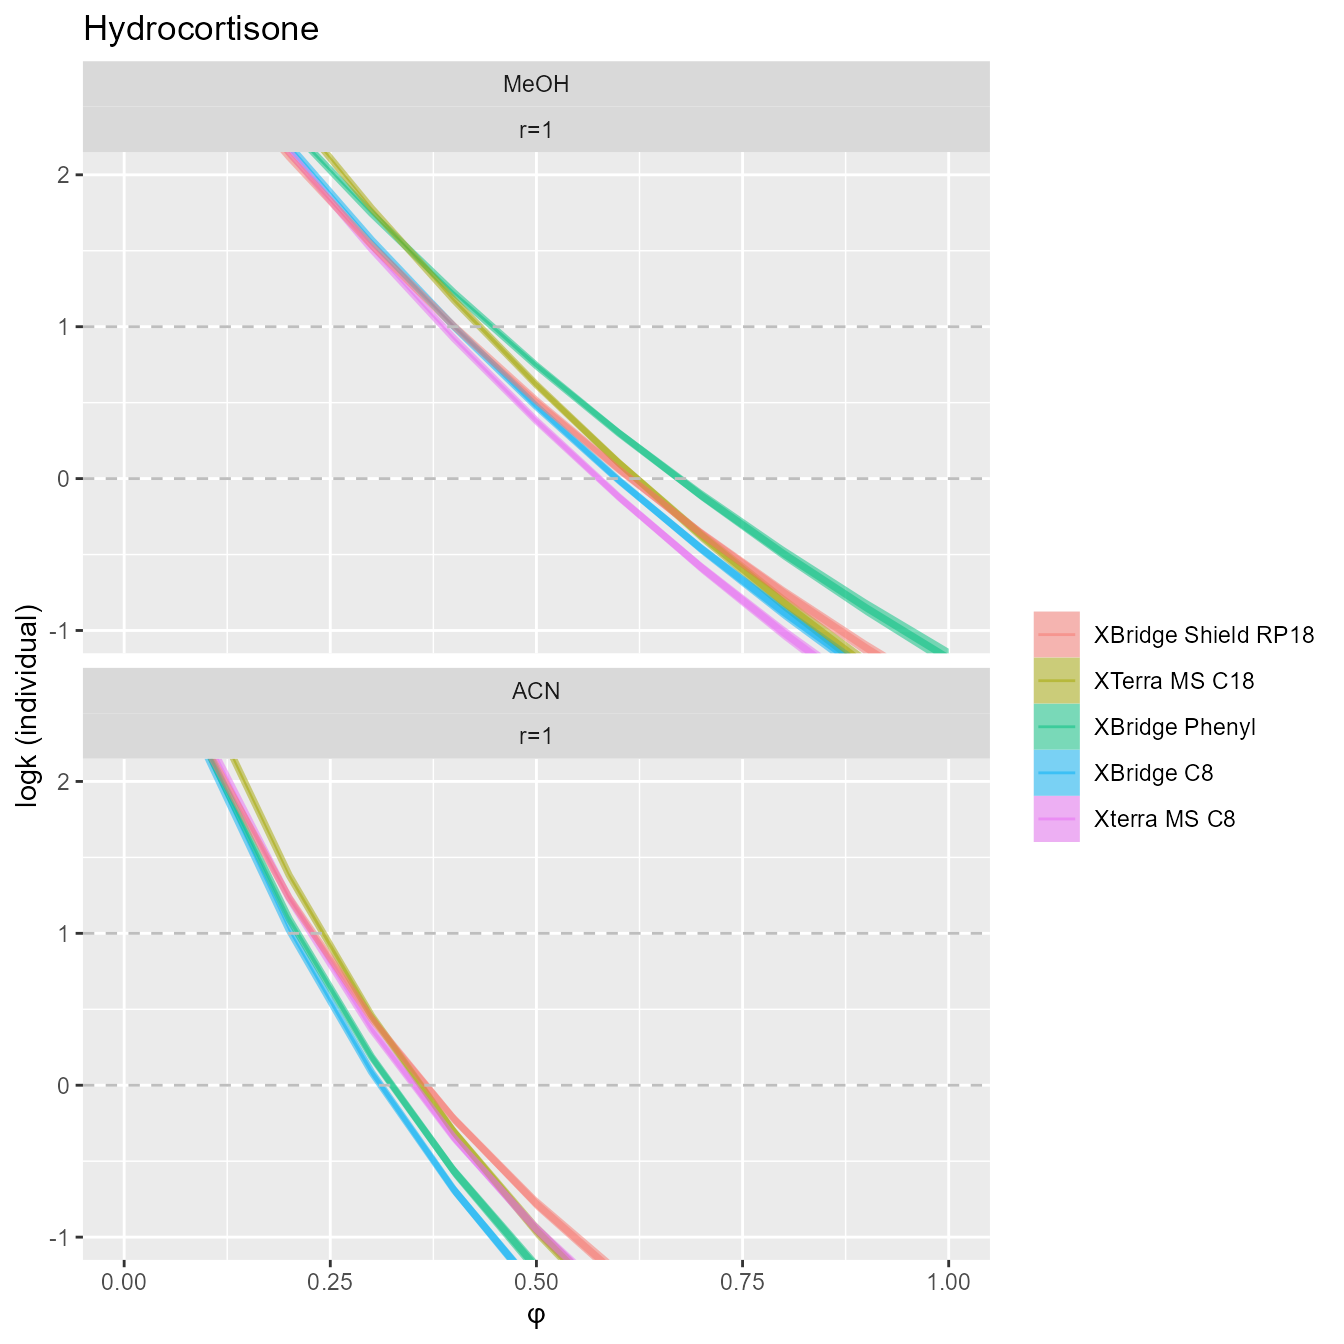 Hydrocortisone
MeOH
r=1
2
1
0
-1
ACN
r=1
2
1
0
-1
0.00 0.25 0.50 0.75 1.00
φ
logk (individual)
XBridge Shield RP18
XTerra MS C18
XBridge Phenyl
XBridge C8
Xterra MS C8